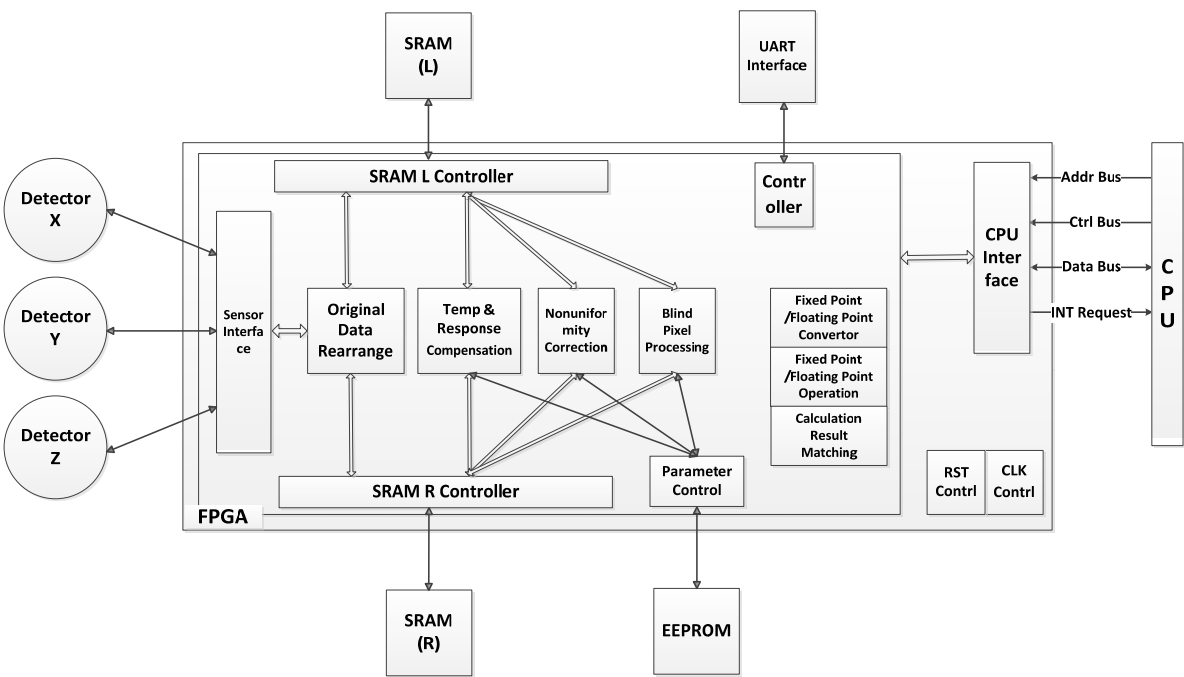 SRAM
(L)
UART
Interface
SRAM L Controller
Contr
oller
Detector
X
Detector
Y
Detector
Z
Sensor
Interfa
ce
Original
Data
Rearrange
Temp &
Response
Compensation
Nonunifor
mity
Correction
Blind
Pixel
Processing
Fixed Point
/Floating Point
Convertor
Fixed Point
/Floating Point
Operation
Calculation
Result
Matching
CPU
Inter
face
Addr Bus
Ctrl Bus
Data Bus
INT Request
C
P
U
SRAM R Controller
Parameter
Control
RST
Contrl
CLK
Contrl
FPGA
SRAM
(R)
EEPROM